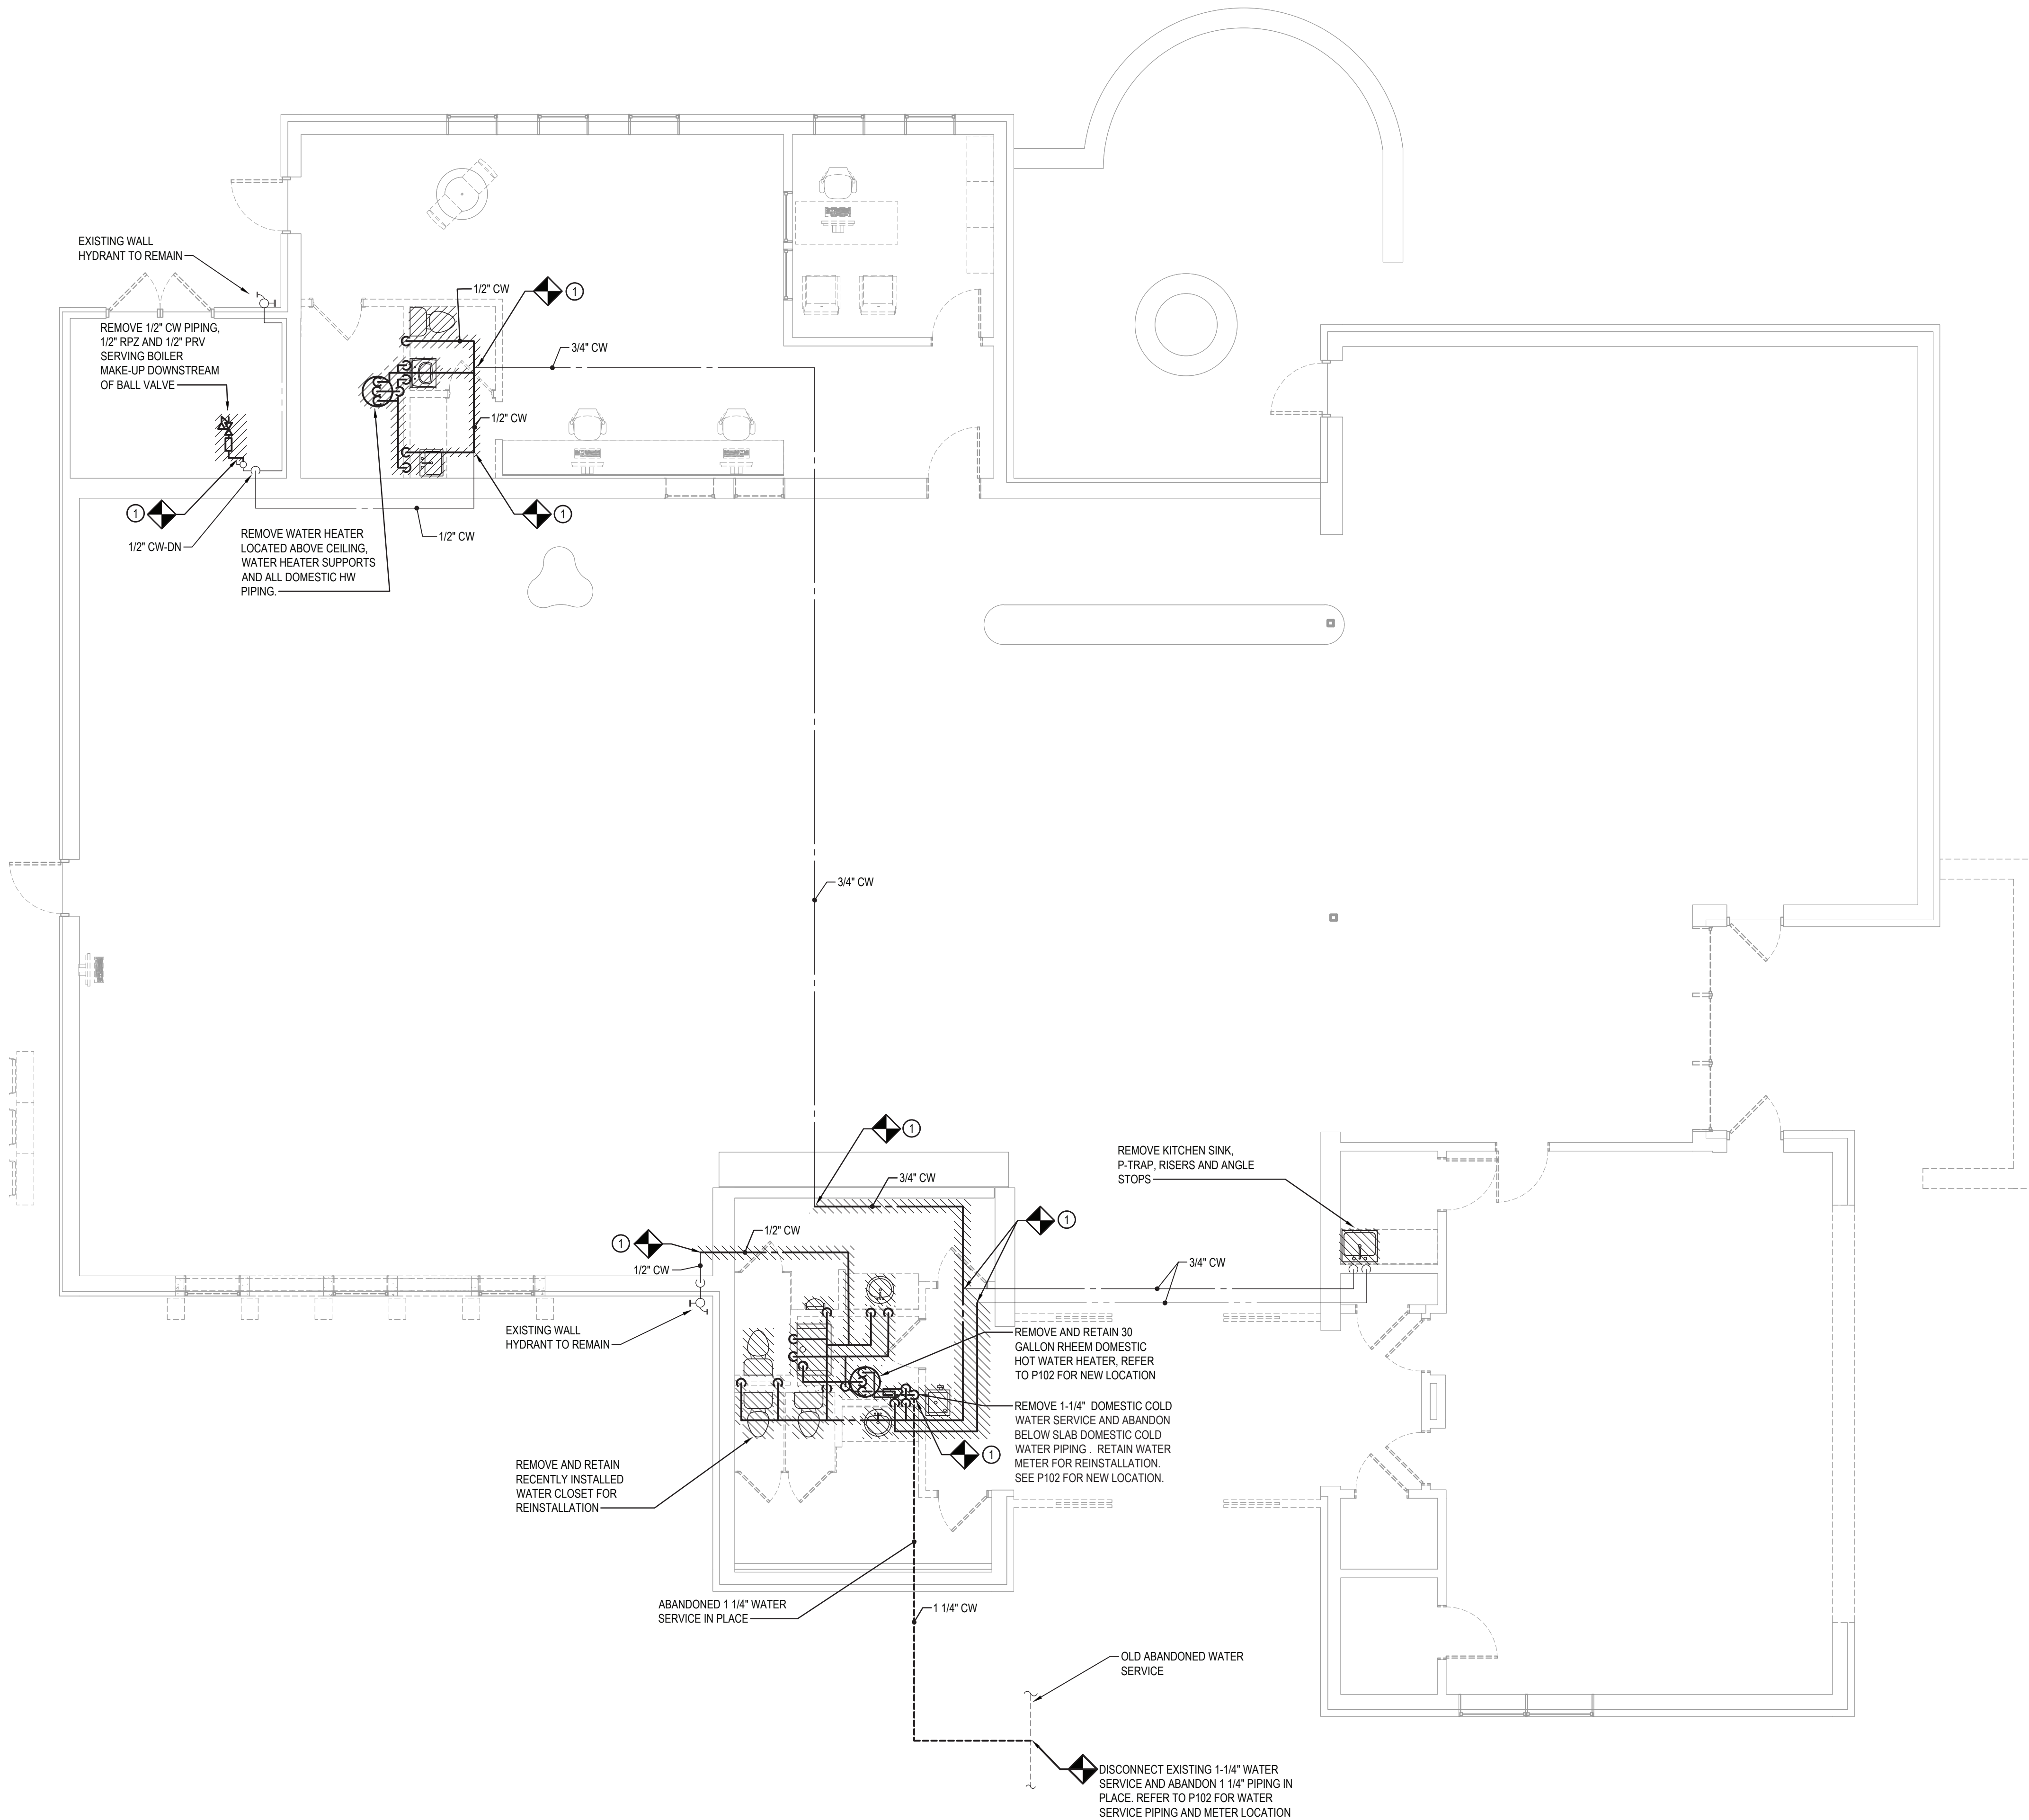 EXISTING WALL
HYDRANT TO REMAIN
REMOVE 1/2" CW PIPING,
1/2" RPZ AND 1/2" PRV
SERVING BOILER
MAKE-UP DOWNSTREAM
OF BALL VALVE
1/2" CW
1
3/4" CW
1/2" CW
1
1
1/2" CW-DN
1/2" CW
REMOVE WATER HEATER
LOCATED ABOVE CEILING,
WATER HEATER SUPPORTS
AND ALL DOMESTIC HW
PIPING.
3/4" CW
1
3/4" CW
REMOVE KITCHEN SINK,
P-TRAP, RISERS AND ANGLE
STOPS
1
1
1/2" CW
1/2" CW
3/4" CW
EXISTING WALL
HYDRANT TO REMAIN
REMOVE AND RETAIN 30
GALLON RHEEM DOMESTIC
HOT WATER HEATER, REFER
TO P102 FOR NEW LOCATION
REMOVE 1-1/4" DOMESTIC COLD
WATER SERVICE AND ABANDON
BELOW SLAB DOMESTIC COLD
WATER PIPING . RETAIN WATER
METER FOR REINSTALLATION.
SEE P102 FOR NEW LOCATION.
1
REMOVE AND RETAIN
RECENTLY INSTALLED
WATER CLOSET FOR
REINSTALLATION
ABANDONED 1 1/4" WATER
SERVICE IN PLACE
1 1/4" CW
OLD ABANDONED WATER
SERVICE
DISCONNECT EXISTING 1-1/4" WATER
SERVICE AND ABANDON 1 1/4" PIPING IN
PLACE. REFER TO P102 FOR WATER
SERVICE PIPING AND METER LOCATION